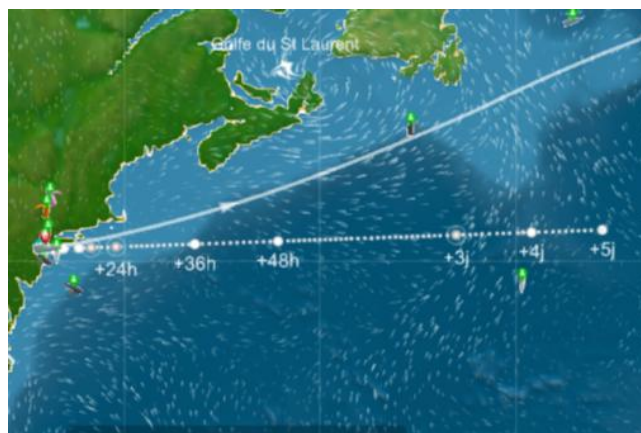 Golfe du St Laurent
+24h
+36h
+48h
+3j
+4j
+5j